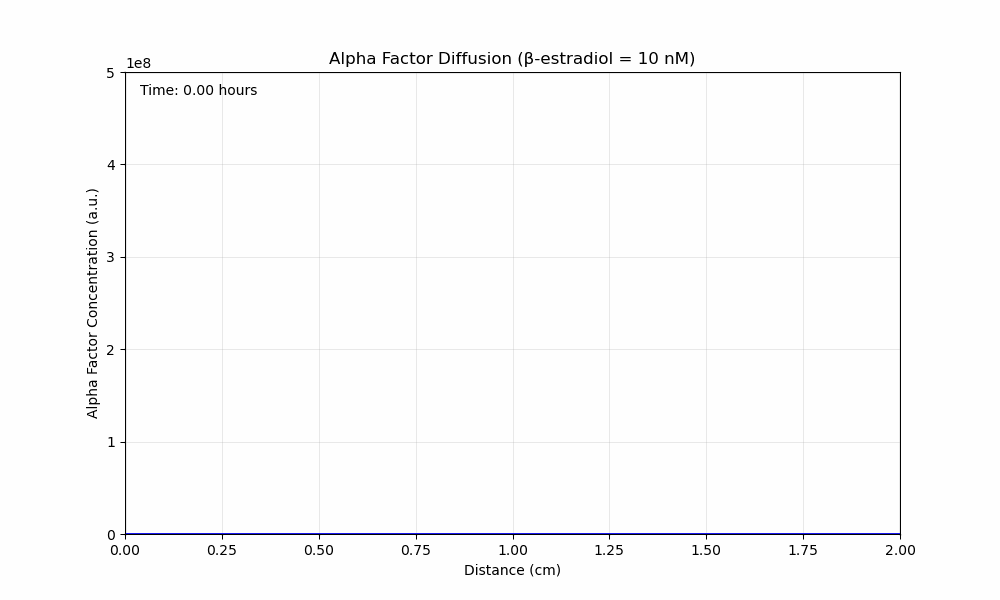 Alpha Factor Diffusion (β-estradiol = 10 nM)
1e8
Time: 0.00 hours
5
4
3
2
1
0
Alpha Factor Concentration (a.u.)
0.00 0.25 0.50 0.75 1.00 1.25 1.50 1.75 2.00
Distance (cm)